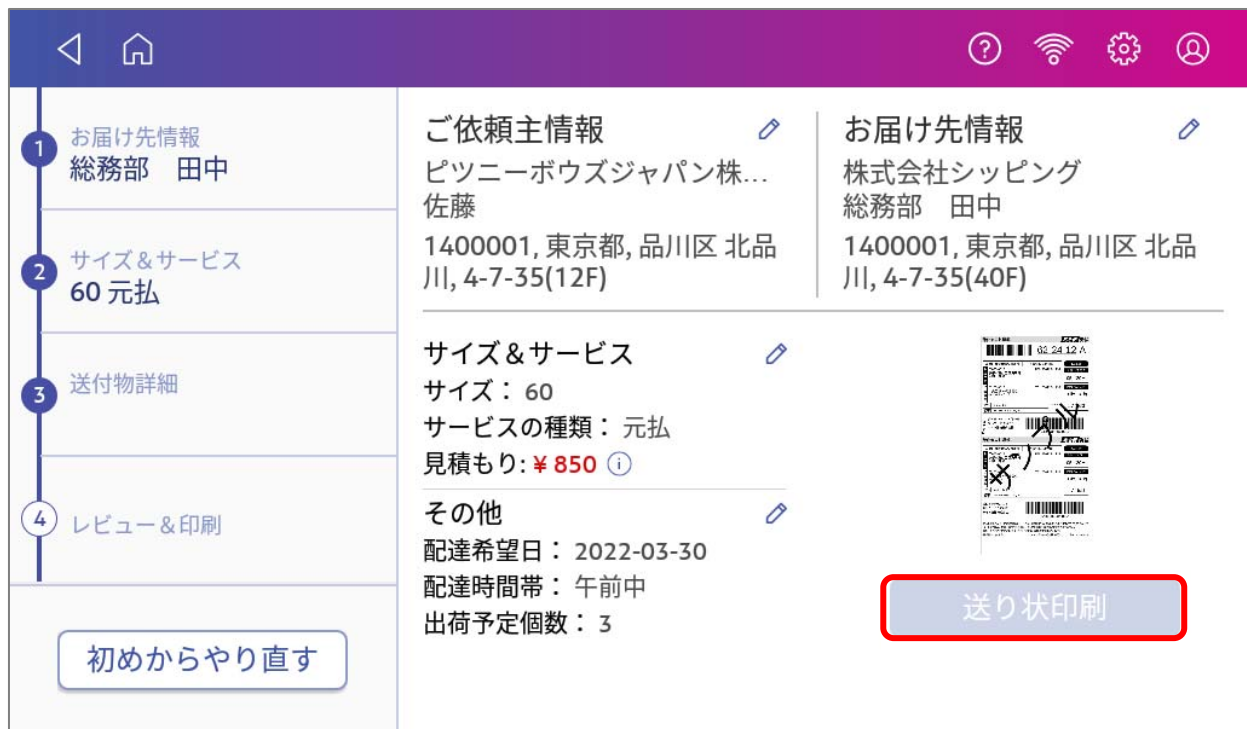 1
お届け先情報
総務部　田中
2
サイズ＆サービス
60 元払
3
送付物詳細
4
レビュー＆印刷
初めからやり直す
ご依頼主情報
ピツニーボウズジャパン株...
佐藤
1400001, 東京都, 品川区 北品
川, 4-7-35(12F)
お届け先情報
株式会社シッピング
総務部　田中
1400001, 東京都, 品川区 北品
川, 4-7-35(40F)
サイズ＆サービス
サイズ： 60
サービスの種類： 元払
見積もり: ¥ 850
その他
配達希望日： 2022-03-30
配達時間帯： 午前中
出荷予定個数： 3
サンプル
送り状印刷